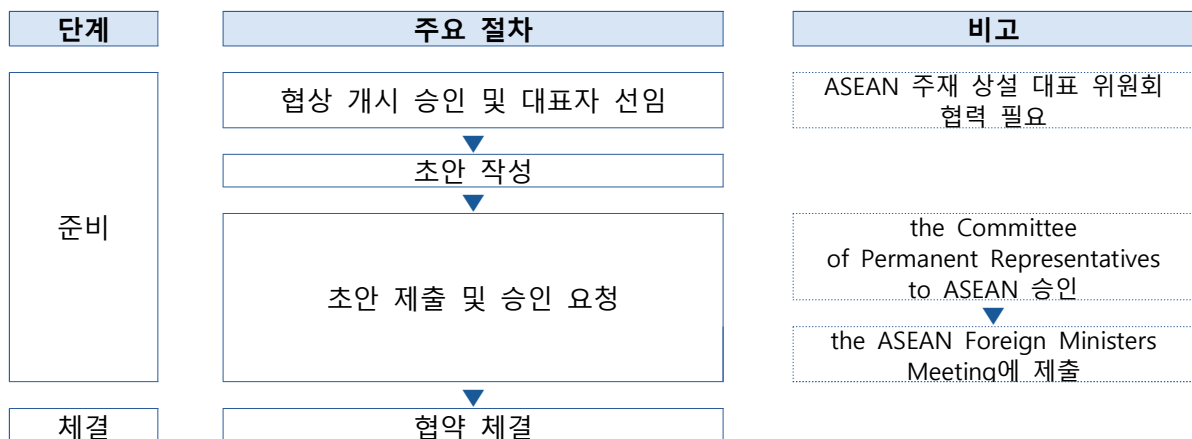 단계
주요 절차
비고
준비
협상 개시 승인 및 대표자 선임
ASEAN 주재 상설 대표 위원회
협력 필요
초안 작성
초안 제출 및 승인 요청
the Committee
of Permanent Representatives
to ASEAN 승인
the ASEAN Foreign Ministers
Meeting에 제출
체결
협약 체결